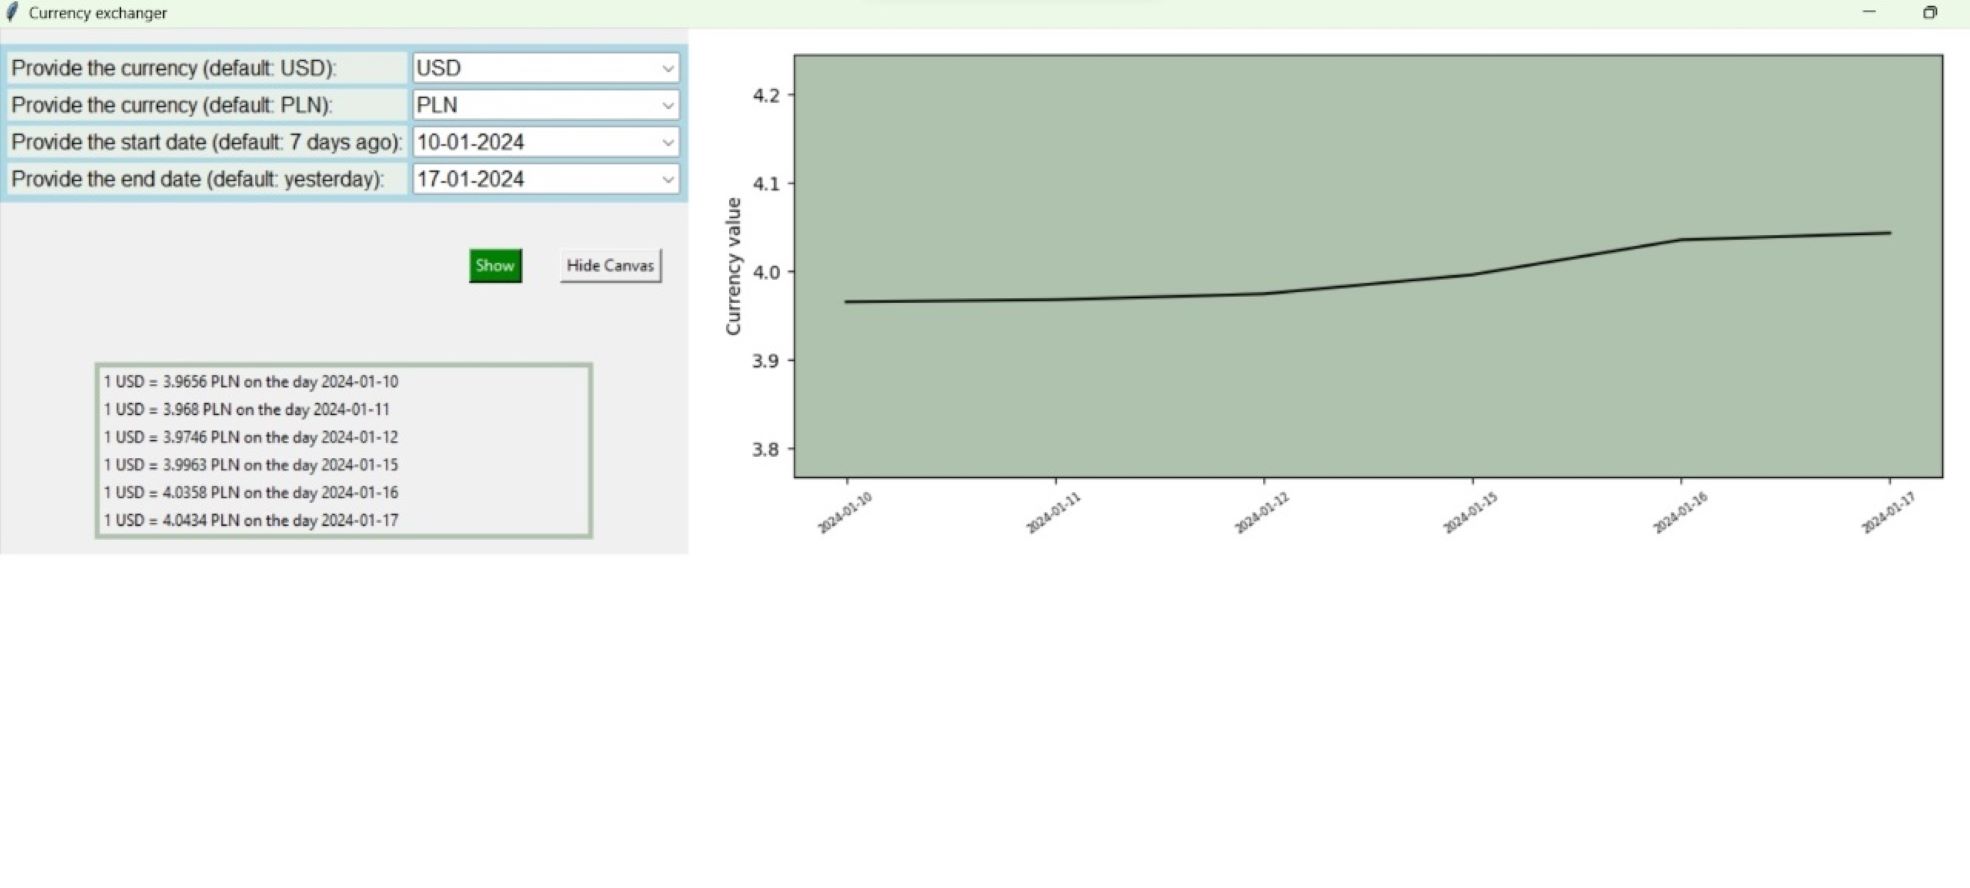 Currency exchanger
Provide the currency (default: USD): USD
Provide the currency (default: PLN): PLN
Provide the start date (default: 7 days ago): 10-01-2024
Provide the end date (default: yesterday): 17-01-2024
Show Hide Canvas
1 USD = 3.9656 PLN on the day 2024-01-10
1 USD = 3.968 PLN on the day 2024-01-11
1 USD = 3.9746 PLN on the day 2024-01-12
1 USD = 3.9963 PLN on the day 2024-01-15
1 USD = 4.0358 PLN on the day 2024-01-16
1 USD = 4.0434 PLN on the day 2024-01-17
Currency value
4.2
4.1
4.0
3.9
3.8
2024-01-10
2024-01-11
2024-01-12
2024-01-15
2024-01-16
2024-01-17